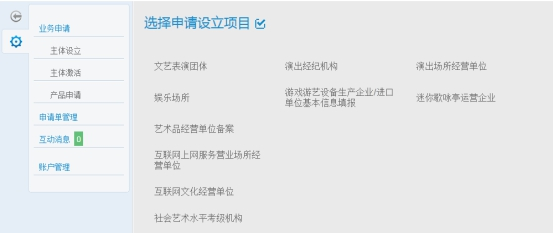 选择申请设立项目
业务申请
主体设立
主体激活
产品申请
申请单管理
互动消息 0
账户管理
文艺表演团体
演出经纪机构
演出场所经营单位
娱乐场所
游戏游艺设备生产企业/进口
单位基本信息填报
迷你歌咏亭运营企业
艺术品经营单位备案
互联网上网服务营业场所经
营单位
互联网文化经营单位
社会艺术水平考级机构